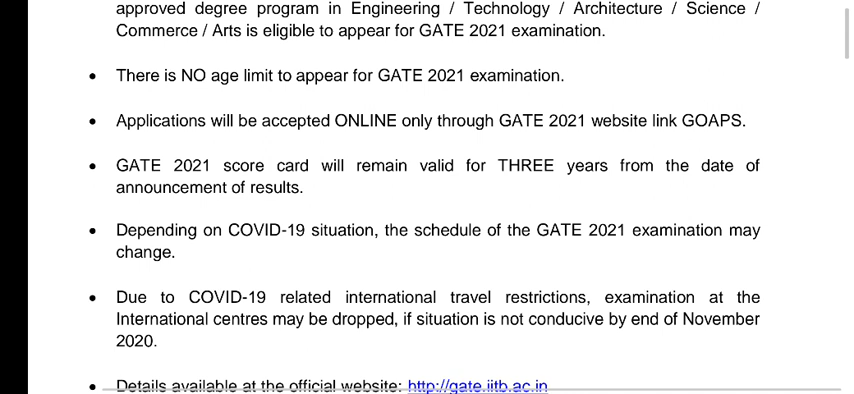 approved degree program in Engineering / Technology / Architecture / Science /
Commerce / Arts is eligible to appear for GATE 2021 examination.
• There is NO age limit to appear for GATE 2021 examination.
• Applications will be accepted ONLINE only through GATE 2021 website link GOAPS.
• GATE 2021 score card will remain valid for THREE years from the date of
announcement of results.
• Depending on COVID-19 situation, the schedule of the GATE 2021 examination may
change.
• Due to COVID-19 related international travel restrictions, examination at the
International centres may be dropped, if situation is not conducive by end of November
2020.
• Details available at the official website: http://gate.iitb.ac.in